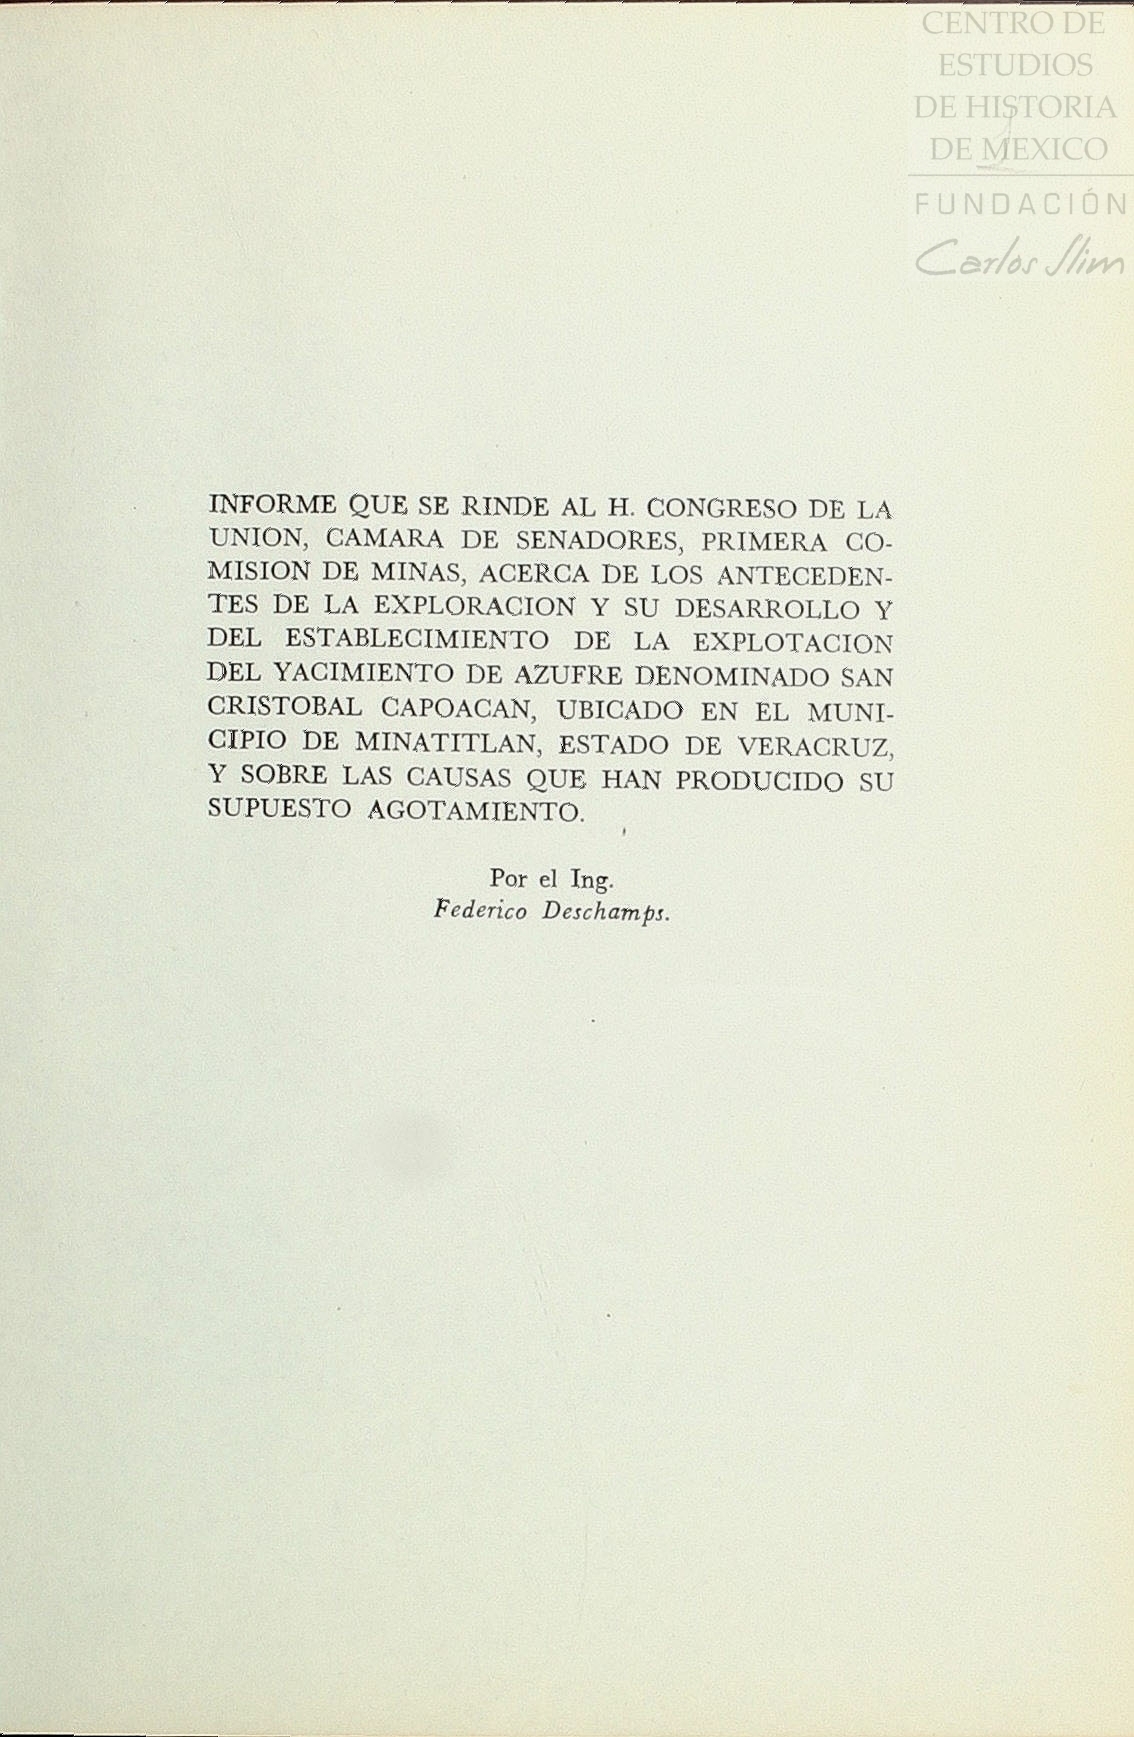 CENTRO DE
ESTUDIOS
DE HISTORIA
DE MEXICO
FUNDACIÓN
Carlos Slim
INFORME QUE SE RINDE AL H. CONGRESO DE LA
UNION, CAMARA DE SENADORES, PRIMERA CO-
MISION DE MINAS, ACERCA DE LOS ANTECEDEN-
TES DE LA EXPLORACION Y SU DESARROLLO Y
DEL ESTABLECIMIENTO DE LA EXPLOTACION
DEL YACIMIENTO DE AZUFRE DENOMINADO SAN
CRISTOBAL CAPOACAN, UBICADO EN EL MUNI-
CIPIO DE MINATITLAN, ESTADO DE VERACRUZ,
Y SOBRE LAS CAUSAS QUE HAN PRODUCIDO SU
SUPUESTO AGOTAMIENTO.
Por el Ing.
Federico Deschamps.